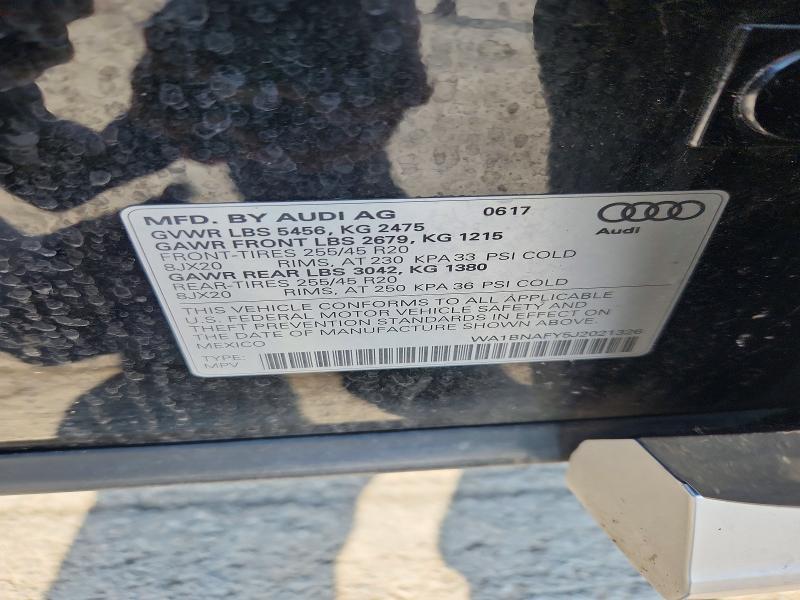 MFD. BY AUDI AG 0617
Audi
GVWR LBS 5456, KG 2475
GAWR FRONT LBS 2679, KG 1215
FRONT-TIRES 255/45 R20
8JX20 RIMS, AT 230 KPA 33 PSI COLD
GAWR REAR LBS 3042, KG 1380
REAR-TIRES 255/45 R20
8JX20 RIMS, AT 250 KPA 36 PSI COLD
THIS VEHICLE CONFORMS TO ALL APPLICABLE
U.S. FEDERAL MOTOR VEHICLE SAFETY AND
THEFT PREVENTION STANDARDS IN EFFECT ON
THE DATE OF MANUFACTURE SHOWN ABOVE.
MEXICO WA1BNAFY5J2021326
TYPE:
MPV